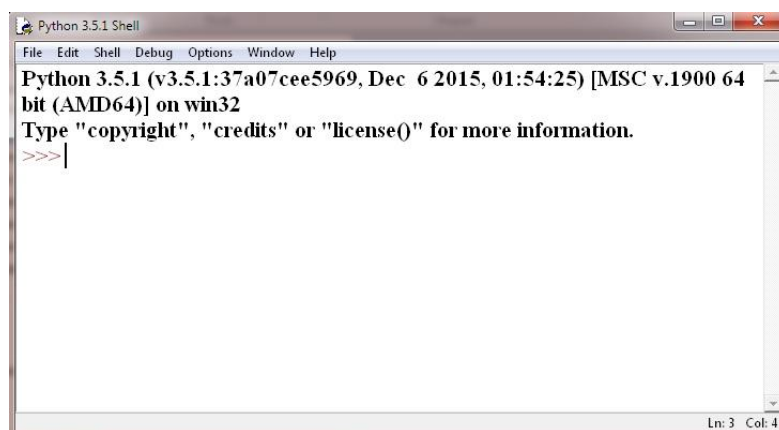 Python 3.5.1 Shell
File Edit Shell Debug Options Window Help
Python 3.5.1 (v3.5.1:37a07cee5969, Dec  6 2015, 01:54:25) [MSC v.1900 64
bit (AMD64)] on win32
Type "copyright", "credits" or "license()" for more information.
>>>
Ln: 3 Col: 4